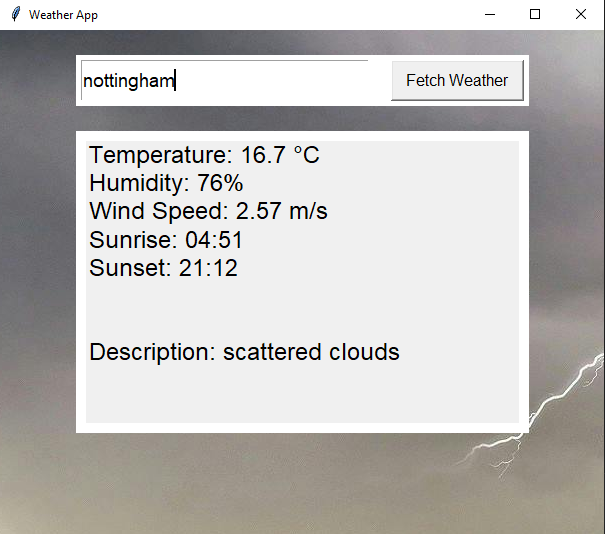 Weather App
nottingham
Fetch Weather
Temperature: 16.7 °C
Humidity: 76%
Wind Speed: 2.57 m/s
Sunrise: 04:51
Sunset: 21:12
Description: scattered clouds